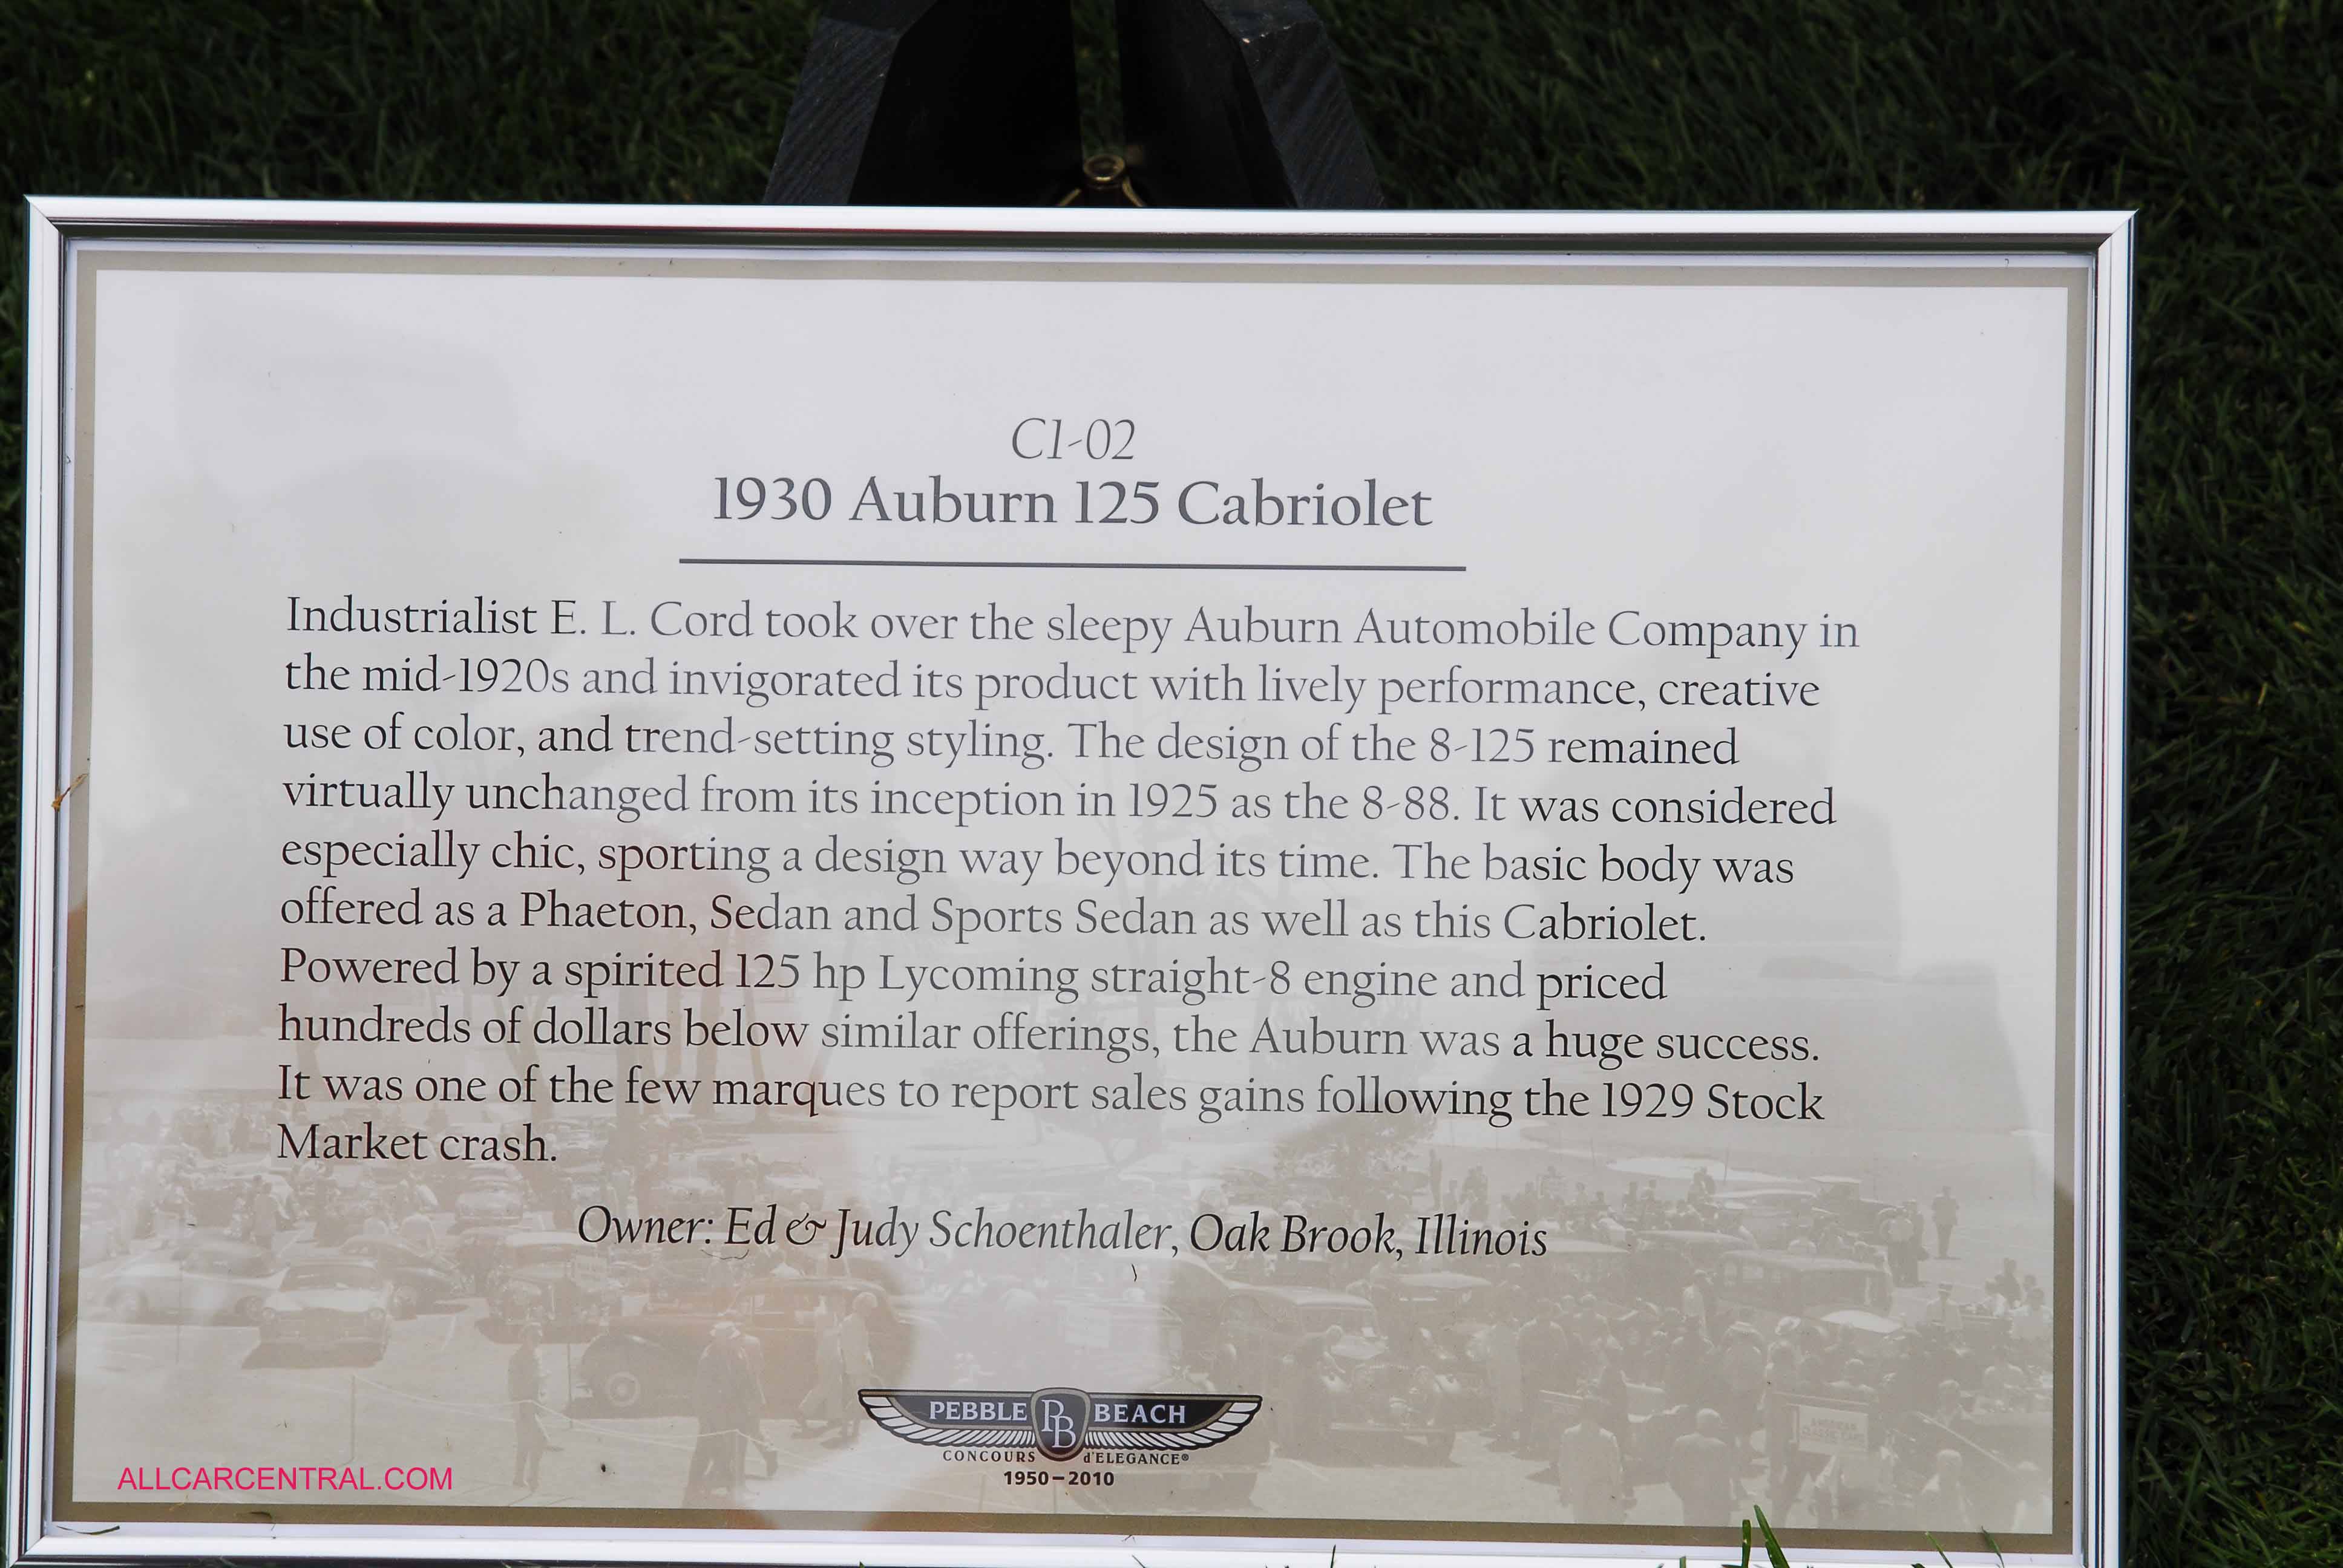 C1-02
1930 Auburn 125 Cabriolet
Industrialist E. L. Cord took over the sleepy Auburn Automobile Company in
the mid-1920s and invigorated its product with lively performance, creative
use of color, and trend-setting styling. The design of the 8-125 remained
virtually unchanged from its inception in 1925 as the 8-88. It was considered
especially chic, sporting a design way beyond its time. The basic body was
offered as a Phaeton, Sedan and Sports Sedan as well as this Cabriolet.
Powered by a spirited 125 hp Lycoming straight-8 engine and priced
hundreds of dollars below similar offerings, the Auburn was a huge success.
It was one of the few marques to report sales gains following the 1929 Stock
Market crash.
Owner: Ed & Judy Schoenthaler, Oak Brook, Illinois
PEBBLE PB BEACH
CONCOURS d'ELEGANCE®
1950–2010
ALLCARCENTRAL.COM